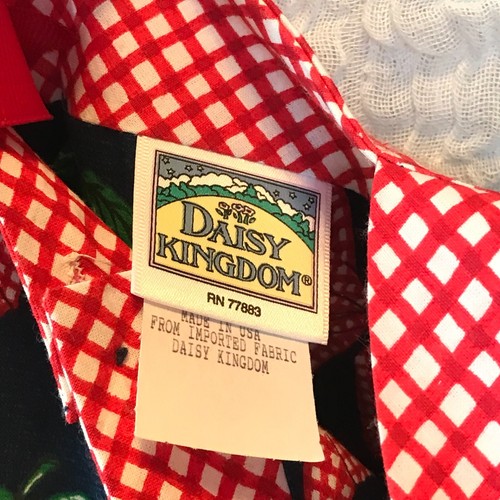 DAISY
KINGDOM®
RN 77883
MADE IN USA
FROM IMPORTED FABRIC
DAISY KINGDOM